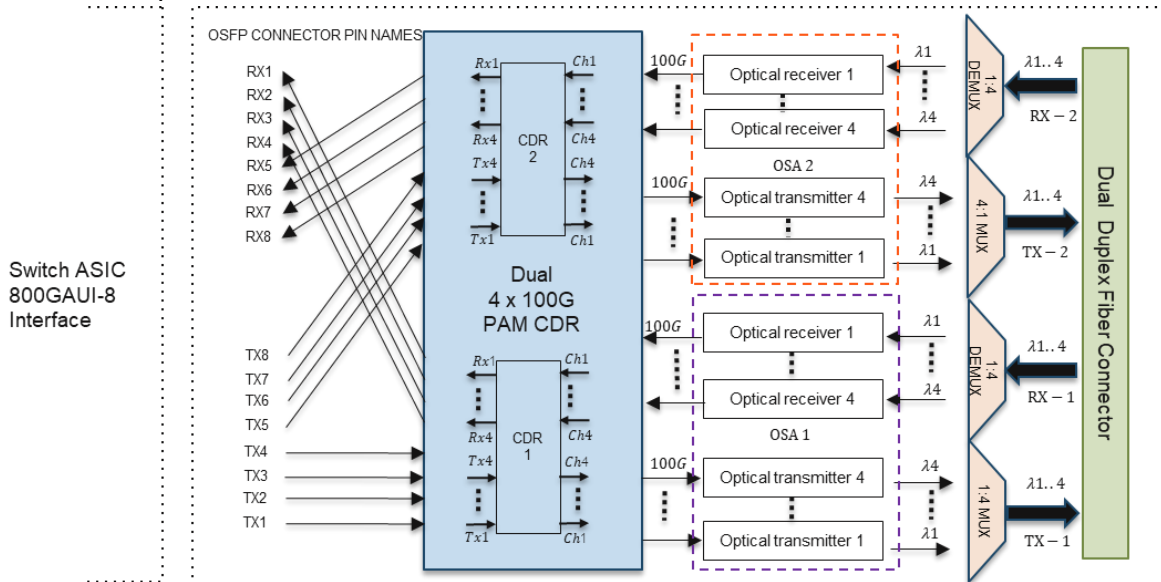 OSFP CONNECTOR PIN NAMES
RX1
RX2
RX3
RX4
RX5
RX6
RX7
RX8
TX8
TX7
TX6
TX5
TX4
TX3
TX2
TX1
Switch ASIC
800GAUI-8
Interface
Rx1
Ch1
Rx4
Ch4
CDR
2
Tx4
Ch4
Tx1
Ch1
Dual
4 x 100G
PAM CDR
Rx1
Ch1
Rx4
Ch4
CDR
1
Tx4
Ch4
Tx1
Ch1
100G
Optical receiver 1
λ1
Optical receiver 4
λ4
OSA 2
100G
Optical transmitter 4
λ4
Optical transmitter 1
λ1
100G
Optical receiver 1
λ1
Optical receiver 4
λ4
OSA 1
100G
Optical transmitter 4
λ4
Optical transmitter 1
λ1
1:4
DEMUX
λ1..4
RX−2
4:1 MUX
λ1..4
TX−2
1:4
DEMUX
λ1..4
RX−1
1:4 MUX
λ1..4
TX−1
Dual Duplex Fiber Connector